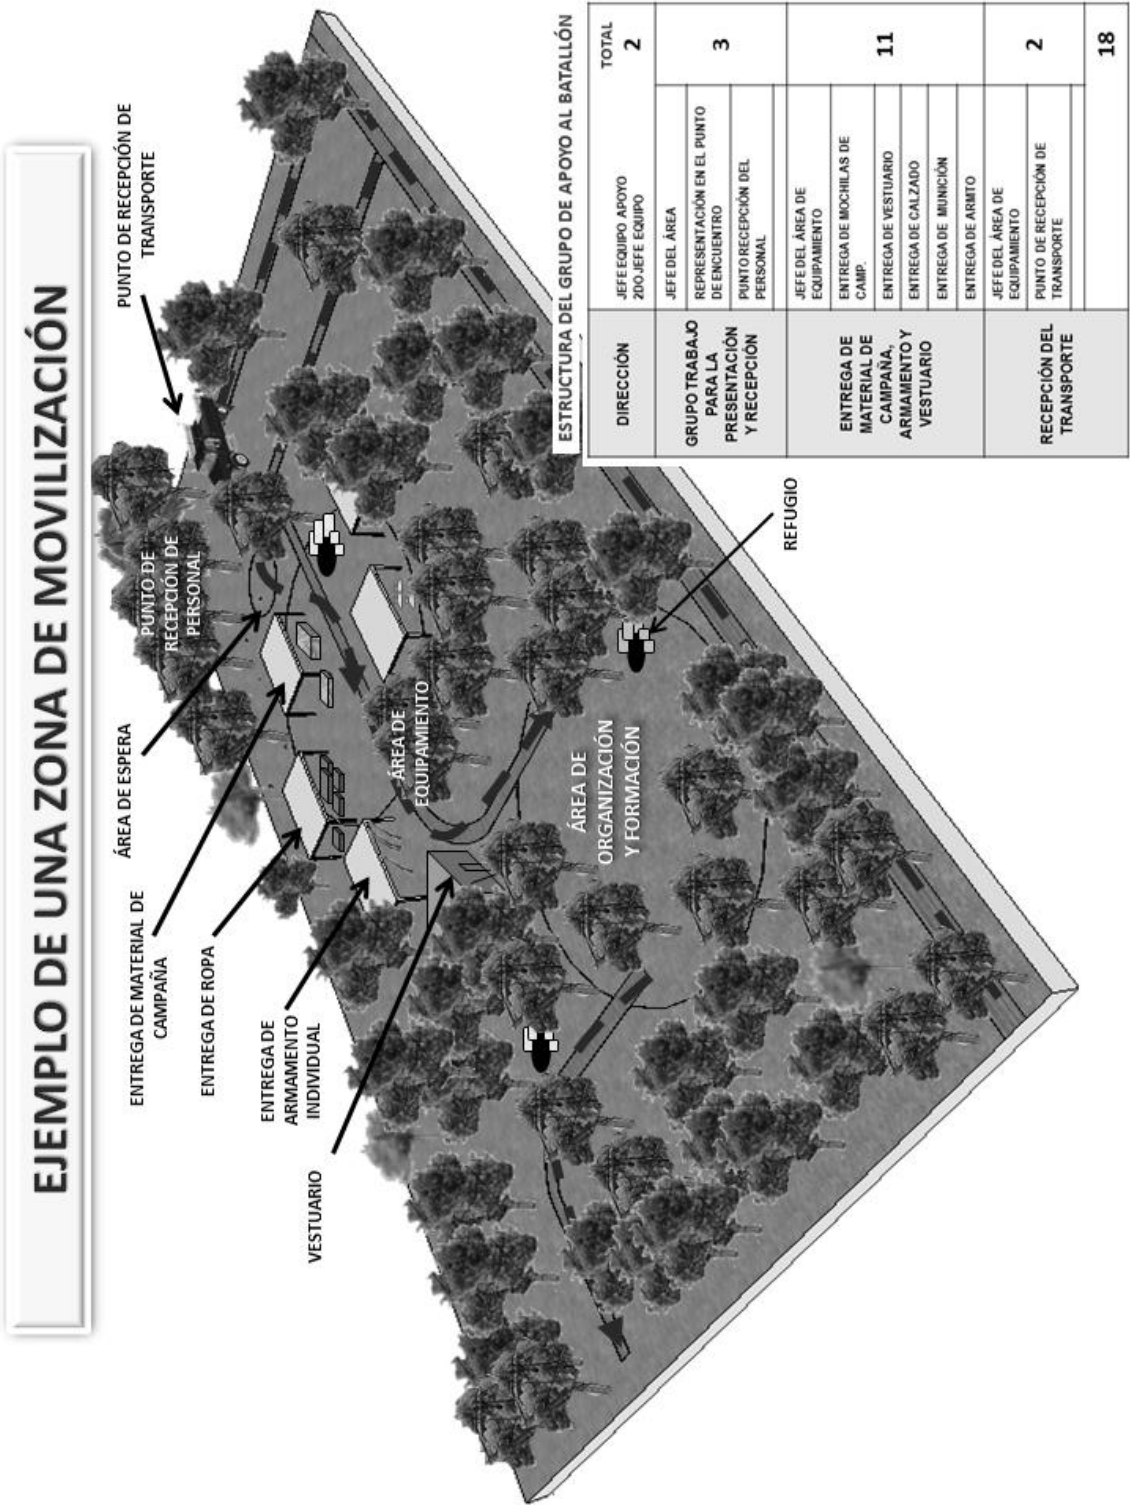 EJEMPLO DE UNA ZONA DE MOVILIZACIÓN
PUNTO DE RECEPCIÓN DE
TRANSPORTE
PUNTO DE
RECEPCIÓN DE
PERSONAL
ÁREA DE ESPERA
ENTREGA DE MATERIAL DE
CAMPAÑA
ENTREGA DE ROPA
ENTREGA DE
ARMAMENTO
INDIVIDUAL
VESTUARIO
ÁREA DE
EQUIPAMIENTO
ÁREA DE
ORGANIZACIÓN
Y FORMACIÓN
REFUGIO
ESTRUCTURA DEL GRUPO DE APOYO AL BATALLÓN
TOTAL
DIRECCIÓN
JEFE EQUIPO APOYO
2DO JEFE EQUIPO
2
GRUPO TRABAJO
PARA LA
PRESENTACIÓN
Y RECEPCIÓN
JEFE DEL ÁREA
REPRESENTACIÓN EN EL PUNTO
DE ENCUENTRO
PUNTO RECEPCIÓN DEL
PERSONAL
3
ENTREGA DE
MATERIAL DE
CAMPAÑA,
ARMAMENTO Y
VESTUARIO
JEFE DEL ÁREA DE
EQUIPAMIENTO
ENTREGA DE MOCHILAS DE
CAMP.
ENTREGA DE VESTUARIO
ENTREGA DE CALZADO
ENTREGA DE MUNICIÓN
ENTREGA DE ARMTO
11
RECEPCIÓN DEL
TRANSPORTE
JEFE DEL ÁREA DE
EQUIPAMIENTO
PUNTO DE RECEPCIÓN DE
TRANSPORTE
2
18